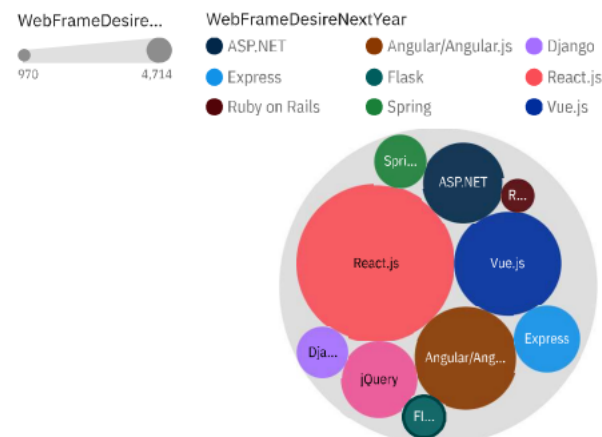 WebFrameDesire...
970
4,714
WebFrameDesireNextYear
ASP.NET
Angular/Angular.js
Django
Express
Flask
React.js
Ruby on Rails
Spring
Vue.js
Spri...
ASP.NET
R...
React.js
Vue.js
Express
Dja...
Angular/Ang...
jQuery
Fl...